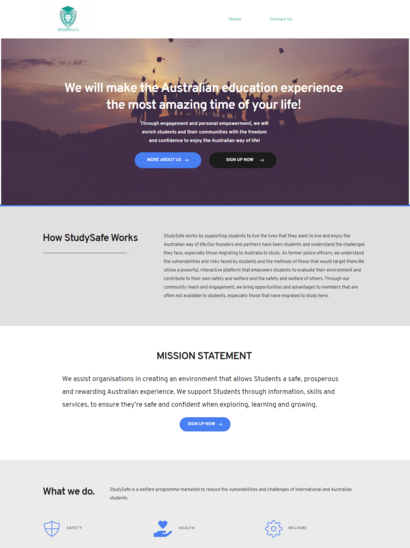 StudySafe
Home
Contact Us
We will make the Australian education experience
the most amazing time of your life!
Through engagement and personal empowerment, we will
enrich students and their communities with the freedom
and confidence to enjoy the Australian way of life!
MORE ABOUT US →
SIGN UP NOW →
How StudySafe Works
StudySafe works by supporting students to live the lives that they want to live and enjoy the
Australian way of life.Our founders and partners have been students and understand the challenges
they face, especially those migrating to Australia to study. As former police officers, we understand
the vulnerabilities and risks faced by students and the methods of those that would target them.We
utilise a powerful, interactive platform that empowers students to evaluate their environment and
contribute to their own safety and welfare and the safety and welfare of others. Through our
community reach and engagement, we bring opportunities and advantages to members that are
often not available to students, especially those that have migrated to study here.
MISSION STATEMENT
We assist organisations in creating an environment that allows Students a safe, prosperous
and rewarding Australian experience. We support Students through information, skills and
services, to ensure they're safe and confident when exploring, learning and growing.
SIGN UP NOW →
What we do.
StudySafe is a welfare programme marketed to reduce the vulnerabilities and challenges of international and Australian
students
SAFETY
HEALTH
WELFARE